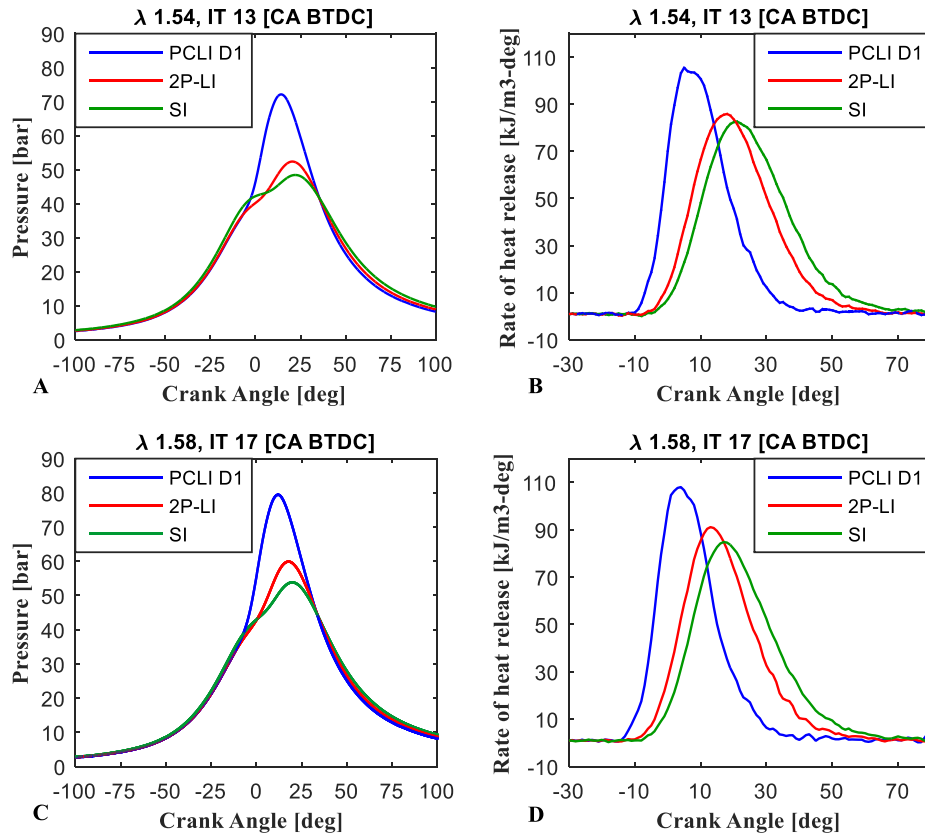 λ 1.54, IT 13 [CA BTDC]
PCLI D1
2P-LI
SI
Pressure [bar]
90
80
70
60
50
40
30
20
10
0
-100 -75 -50 -25 0 25 50 75 100
Crank Angle [deg]
A
λ 1.54, IT 13 [CA BTDC]
PCLI D1
2P-LI
SI
Rate of heat release [kJ/m3-deg]
110
90
70
50
30
10
-10
-30 -10 10 30 50 70
Crank Angle [deg]
B
λ 1.58, IT 17 [CA BTDC]
PCLI D1
2P-LI
SI
Pressure [bar]
90
80
70
60
50
40
30
20
10
0
-100 -75 -50 -25 0 25 50 75 100
Crank Angle [deg]
C
λ 1.58, IT 17 [CA BTDC]
PCLI D1
2P-LI
SI
Rate of heat release [kJ/m3-deg]
110
90
70
50
30
10
-10
-30 -10 10 30 50 70
Crank Angle [deg]
D